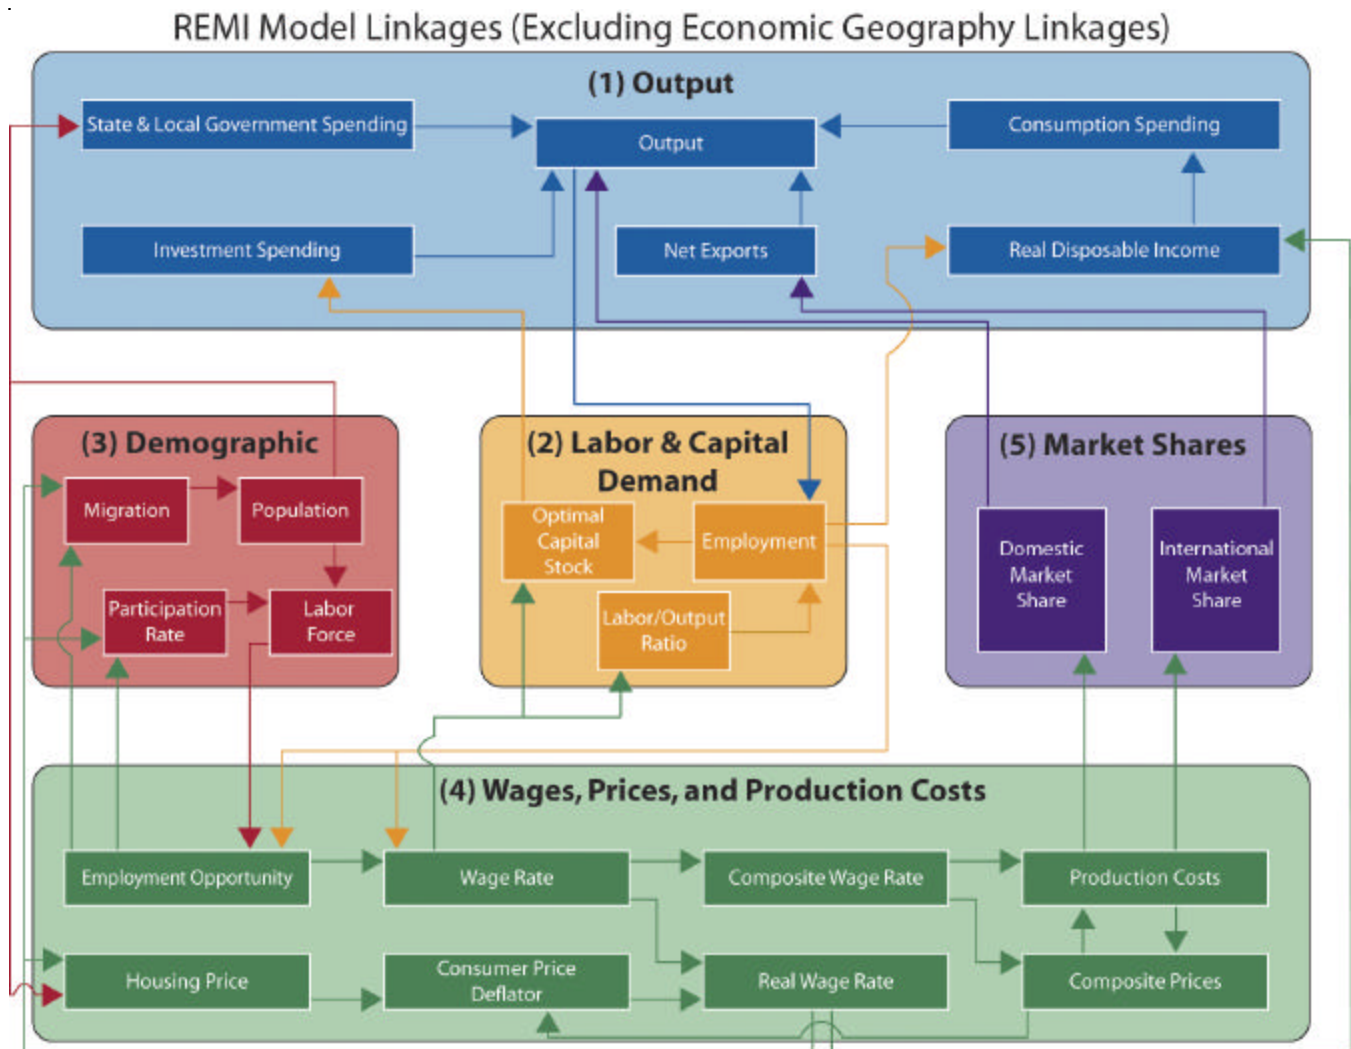 REMI Model Linkages (Excluding Economic Geography Linkages)
(1) Output
State & Local Government Spending
Output
Consumption Spending
Investment Spending
Net Exports
Real Disposable Income
(3) Demographic
Migration
Population
Participation
Rate
Labor
Force
(2) Labor & Capital
Demand
Optimal
Capital
Stock
Employment
Labor/Output
Ratio
(5) Market Shares
Domestic
Market
Share
International
Market
Share
(4) Wages, Prices, and Production Costs
Employment Opportunity
Wage Rate
Composite Wage Rate
Production Costs
Housing Price
Consumer Price
Deflator
Real Wage Rate
Composite Prices